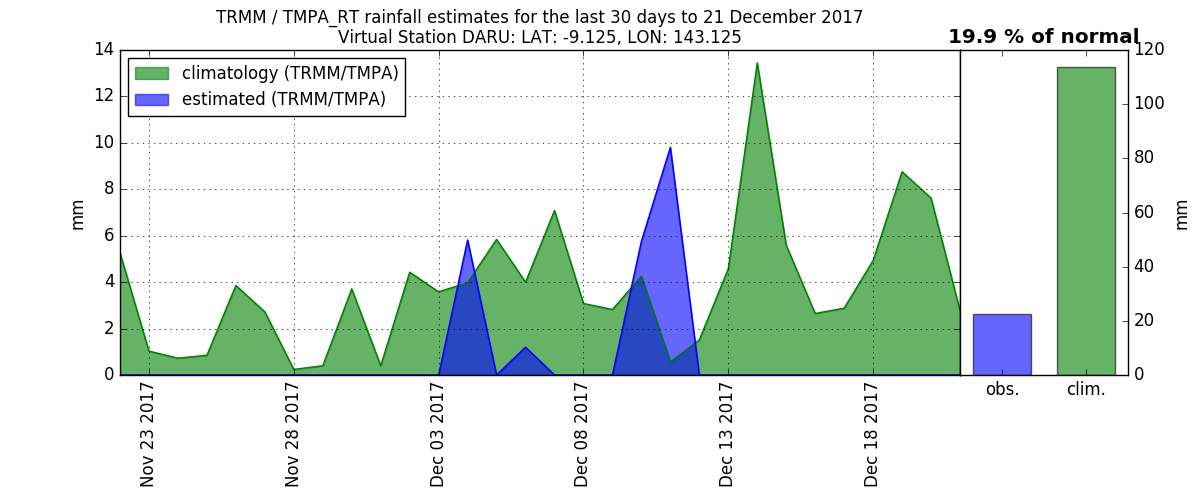 TRMM / TMPA_RT rainfall estimates for the last 30 days to 21 December 2017
Virtual Station DARU: LAT: -9.125, LON: 143.125
19.9 % of normal
climatology (TRMM/TMPA)
estimated (TRMM/TMPA)
14
12
10
8
6
4
2
0
mm
Nov 23 2017
Nov 28 2017
Dec 03 2017
Dec 08 2017
Dec 13 2017
Dec 18 2017
120
100
80
60
40
20
0
mm
obs.
clim.